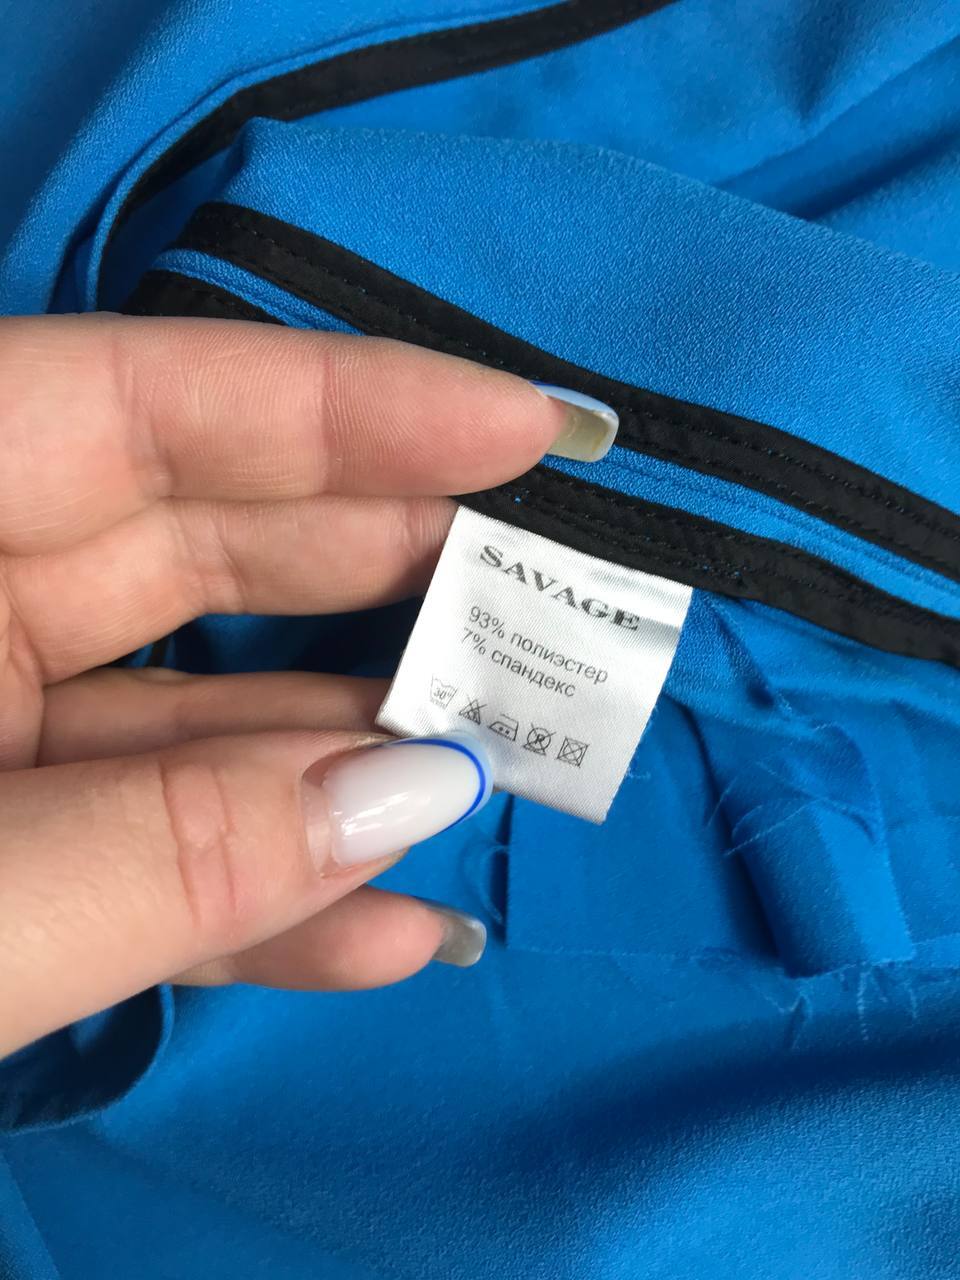 SAVAGE
93% полиэстер
7% спандекс
30°